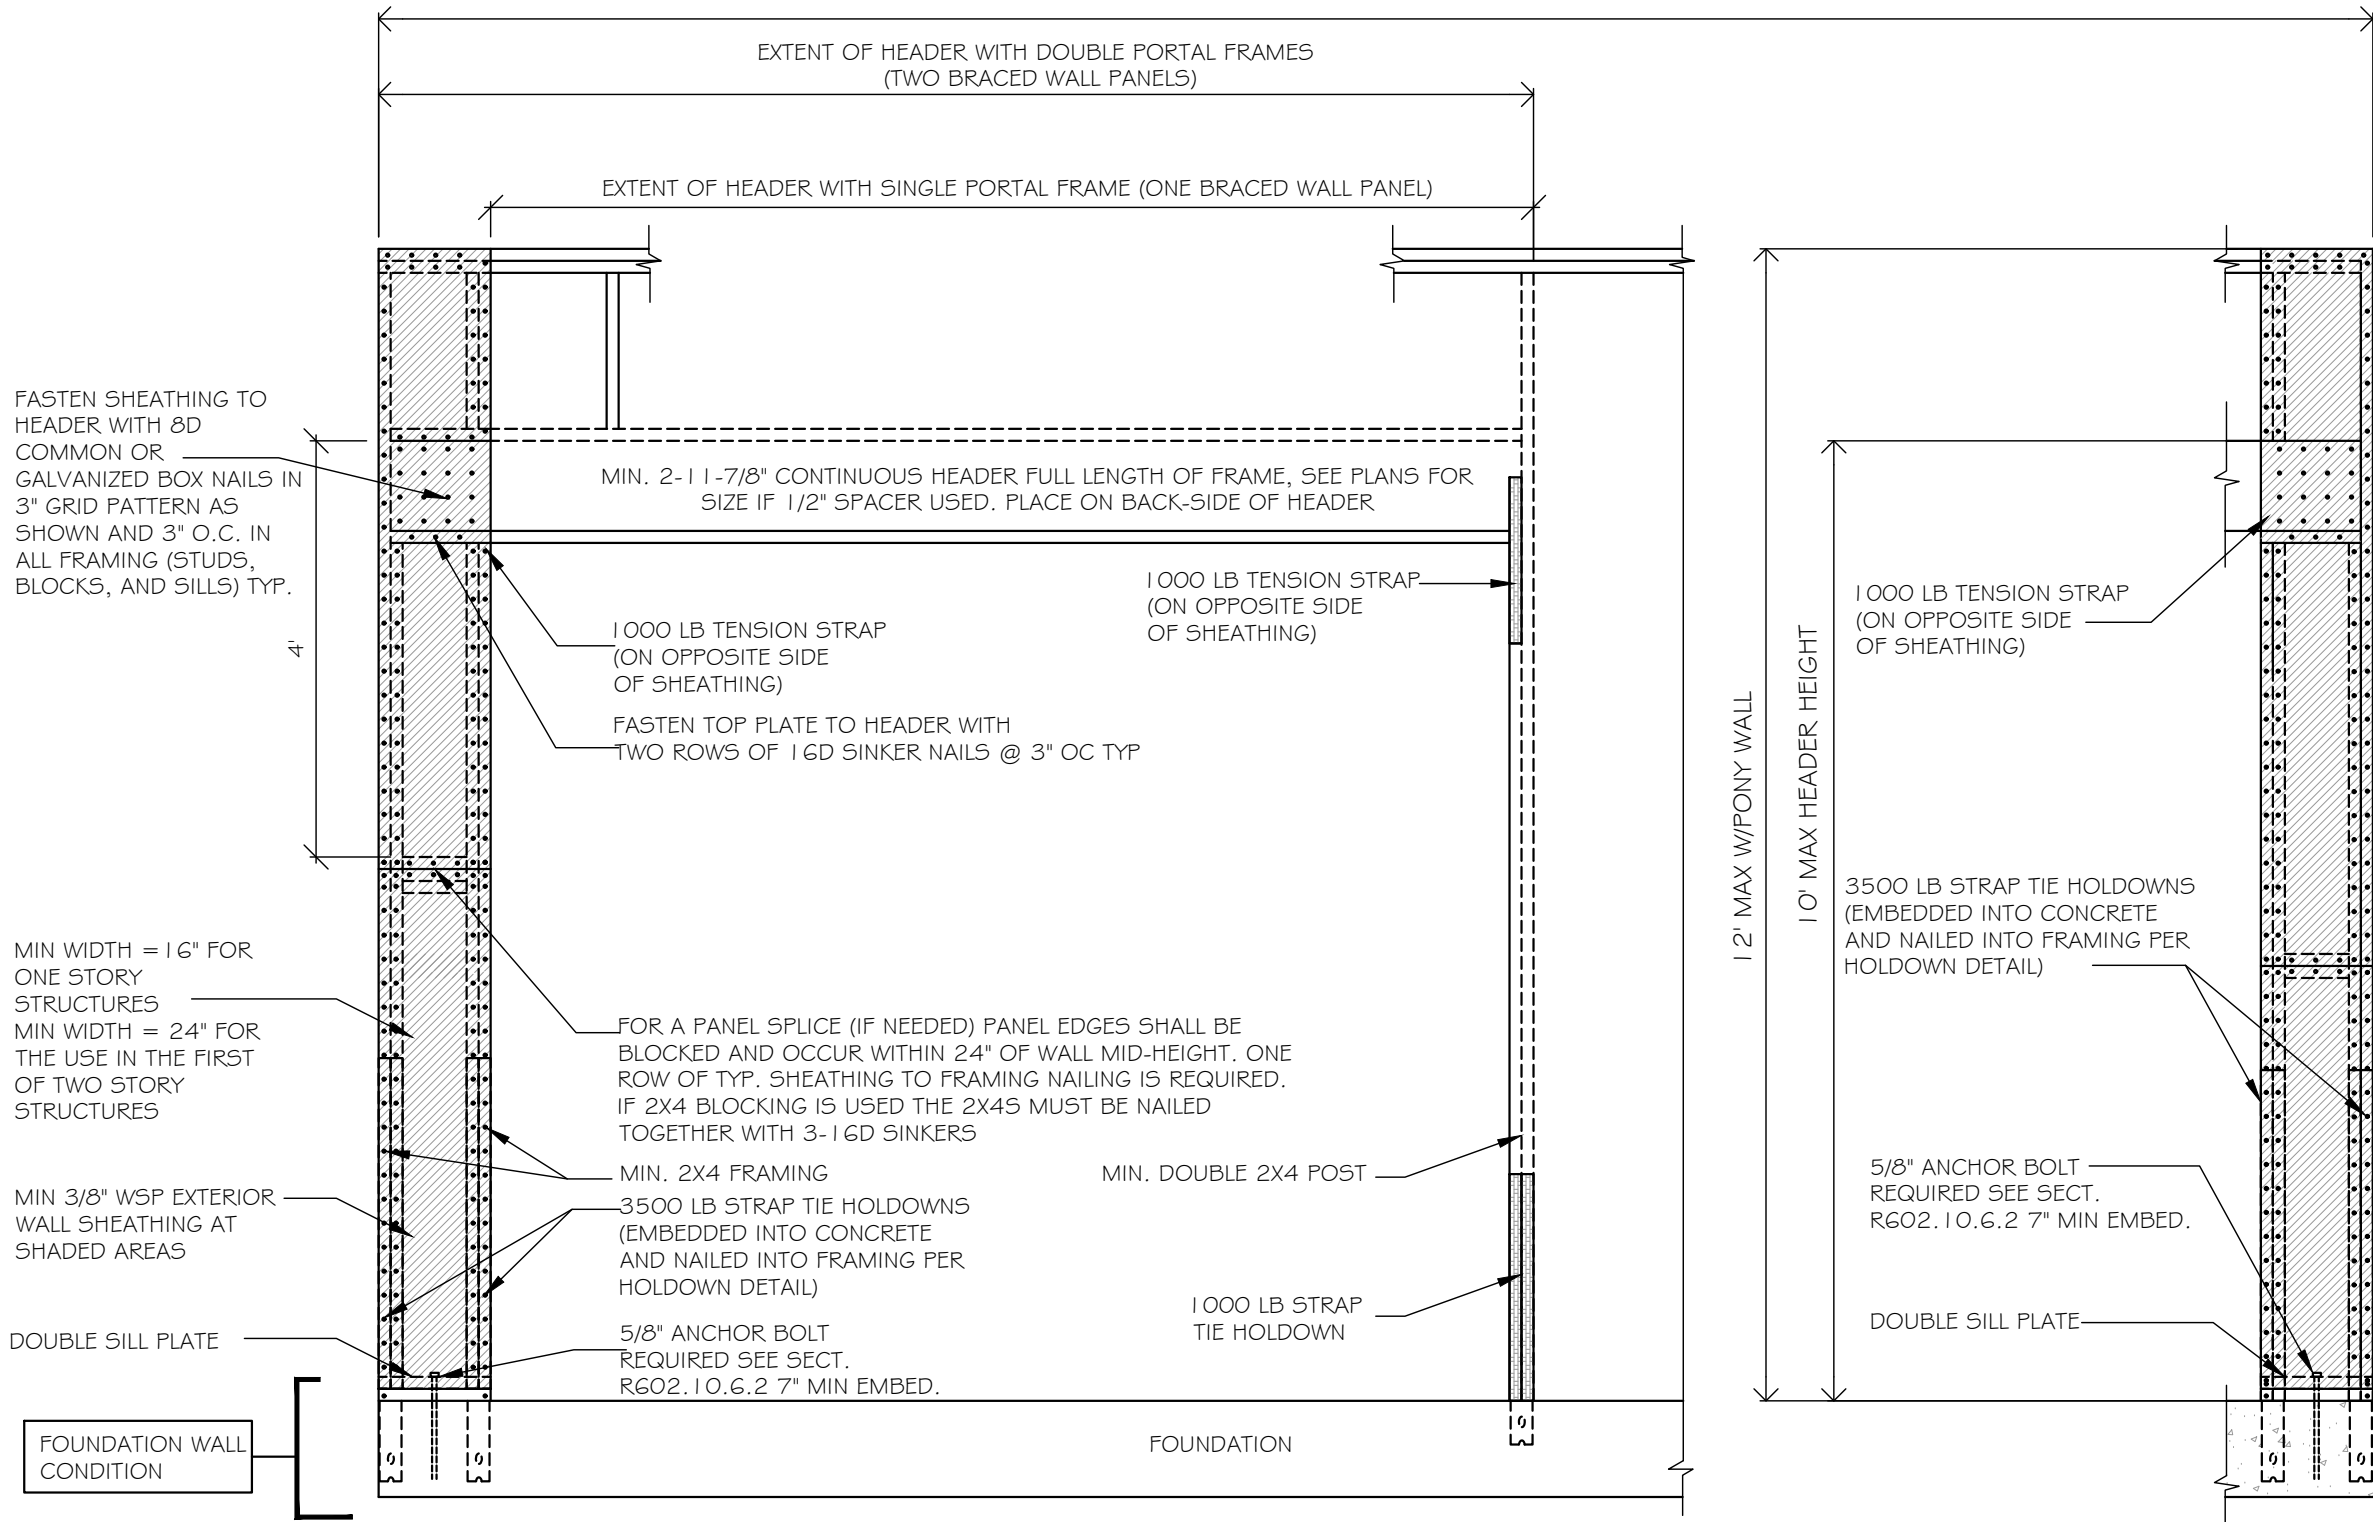 EXTENT OF HEADER WITH DOUBLE PORTAL FRAMES
(TWO BRACED WALL PANELS)
EXTENT OF HEADER WITH SINGLE PORTAL FRAME (ONE BRACED WALL PANEL)
FASTEN SHEATHING TO
HEADER WITH 8D
COMMON OR
GALVANIZED BOX NAILS IN
3" GRID PATTERN AS
SHOWN AND 3" O.C. IN
ALL FRAMING (STUDS,
BLOCKS, AND SILLS) TYP.
4'
MIN. 2-11-7/8" CONTINUOUS HEADER FULL LENGTH OF FRAME, SEE PLANS FOR
SIZE IF 1/2" SPACER USED. PLACE ON BACK-SIDE OF HEADER
1000 LB TENSION STRAP
(ON OPPOSITE SIDE
OF SHEATHING)
1000 LB TENSION STRAP
(ON OPPOSITE SIDE
OF SHEATHING)
FASTEN TOP PLATE TO HEADER WITH
TWO ROWS OF 16D SINKER NAILS @ 3" OC TYP
12' MAX W/PONY WALL
10' MAX HEADER HEIGHT
1000 LB TENSION STRAP
(ON OPPOSITE SIDE
OF SHEATHING)
3500 LB STRAP TIE HOLDOWNS
(EMBEDDED INTO CONCRETE
AND NAILED INTO FRAMING PER
HOLDOWN DETAIL)
MIN WIDTH = 16" FOR
ONE STORY
STRUCTURES
MIN WIDTH = 24" FOR
THE USE IN THE FIRST
OF TWO STORY
STRUCTURES
FOR A PANEL SPLICE (IF NEEDED) PANEL EDGES SHALL BE
BLOCKED AND OCCUR WITHIN 24" OF WALL MID-HEIGHT. ONE
ROW OF TYP. SHEATHING TO FRAMING NAILING IS REQUIRED.
IF 2X4 BLOCKING IS USED THE 2X4S MUST BE NAILED
TOGETHER WITH 3-16D SINKERS
MIN. 2X4 FRAMING
MIN. DOUBLE 2X4 POST
MIN 3/8" WSP EXTERIOR
WALL SHEATHING AT
SHADED AREAS
3500 LB STRAP TIE HOLDOWNS
(EMBEDDED INTO CONCRETE
AND NAILED INTO FRAMING PER
HOLDOWN DETAIL)
1000 LB STRAP
TIE HOLDOWN
5/8" ANCHOR BOLT
REQUIRED SEE SECT.
R602.10.6.2 7" MIN EMBED.
DOUBLE SILL PLATE
DOUBLE SILL PLATE
5/8" ANCHOR BOLT
REQUIRED SEE SECT.
R602.10.6.2 7" MIN EMBED.
FOUNDATION WALL
CONDITION
FOUNDATION